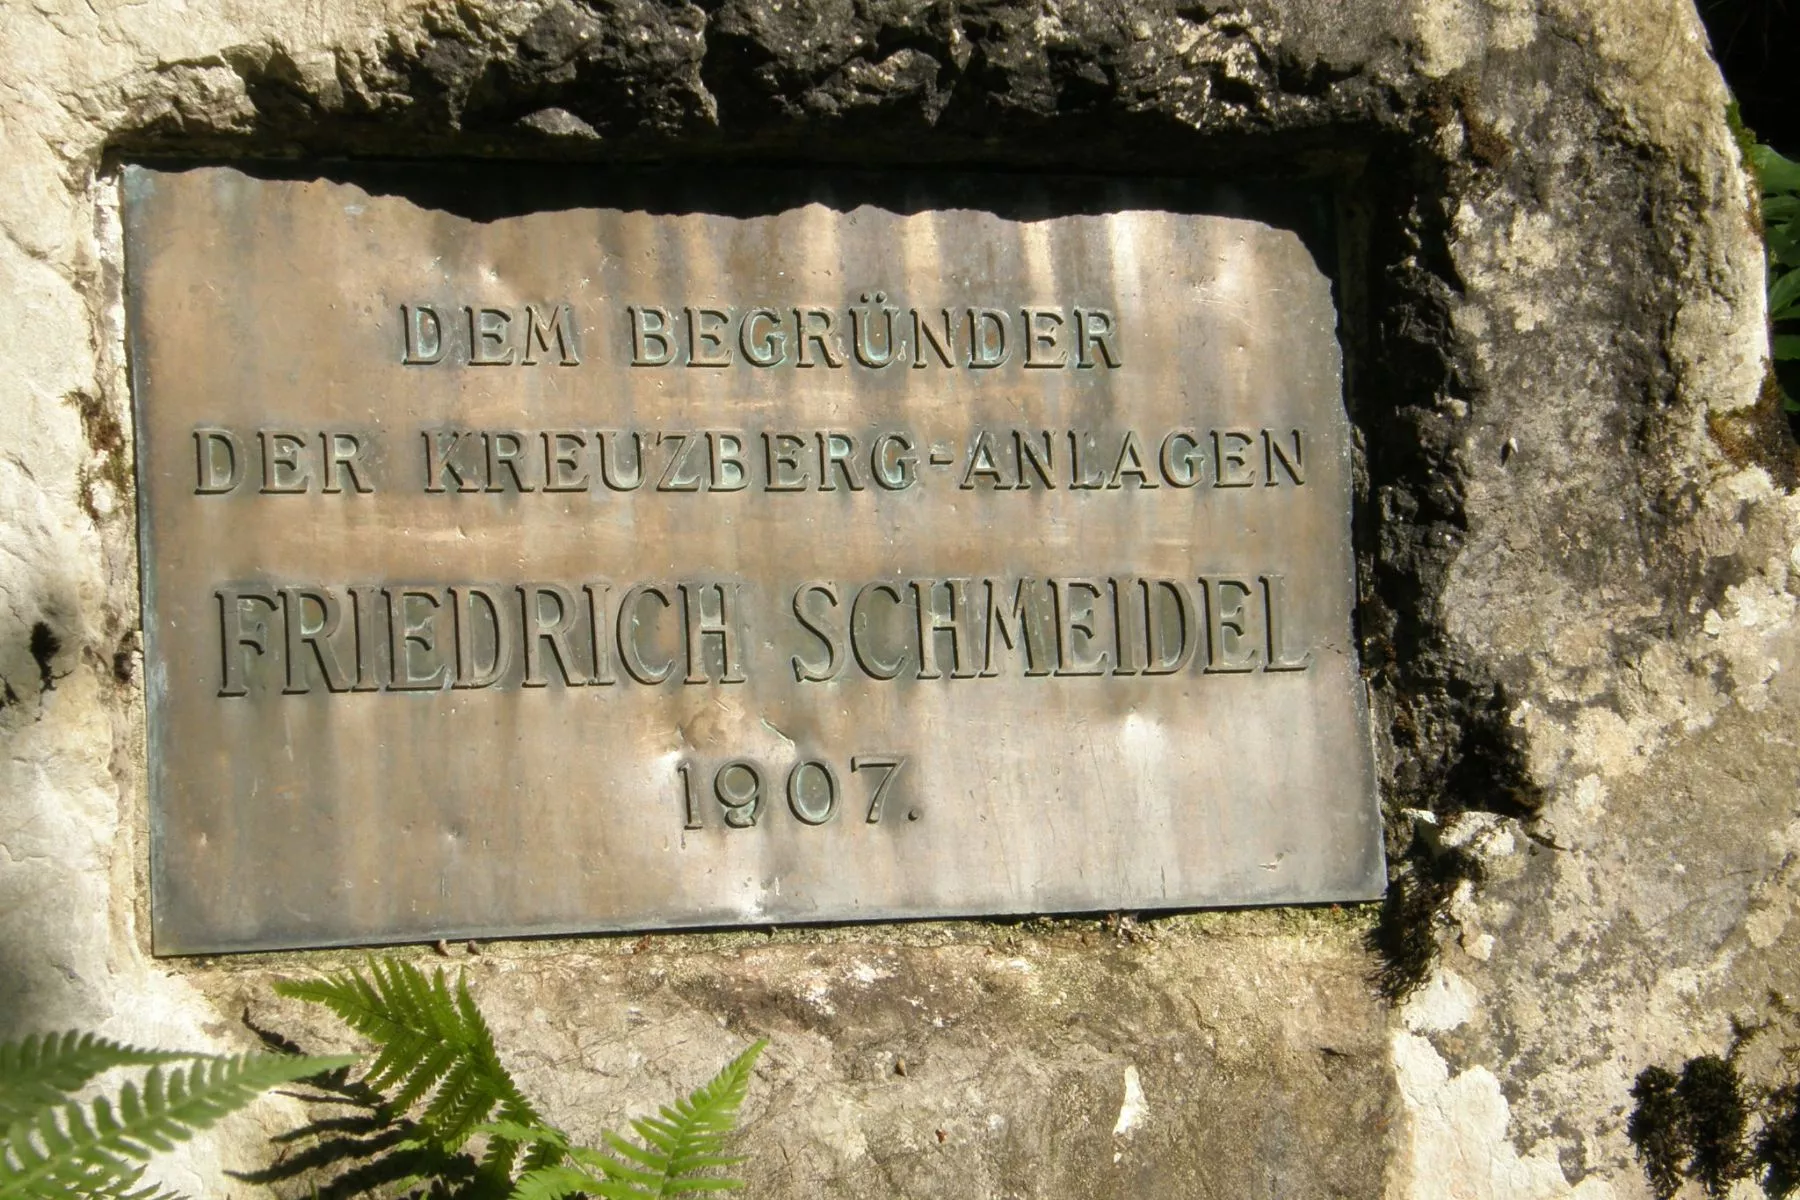 DEM BEGRÜNDER
DER KREUZBERG-ANLAGEN
FRIEDRICH SCHMEIDEL
1907.